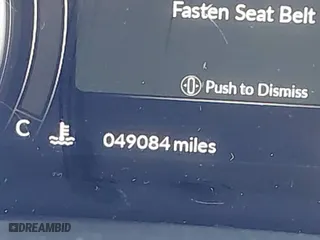 Fasten Seat Belt
Push to Dismiss
C
049084 miles
DREAMBID